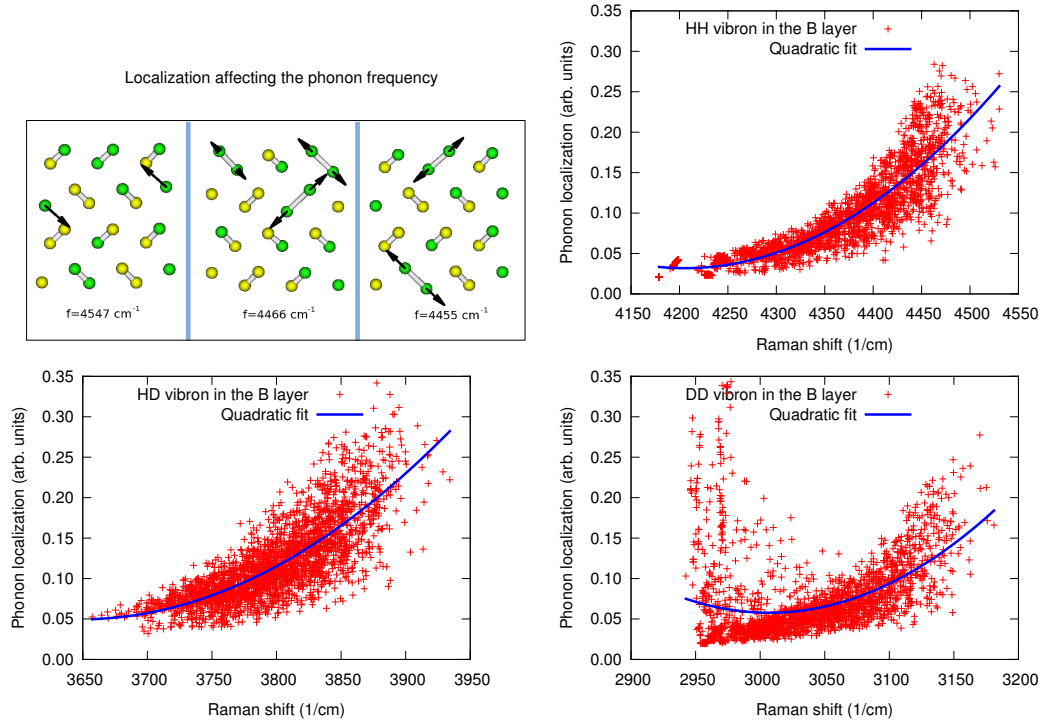 Localization affecting the phonon frequency
f=4547 cm⁻¹
f=4466 cm⁻¹
f=4455 cm⁻¹
Phonon localization (arb. units)
0.35
0.30
0.25
0.20
0.15
0.10
0.05
0.00
HH vibron in the B layer
Quadratic fit
4150 4200 4250 4300 4350 4400 4450 4500 4550
Raman shift (1/cm)
Phonon localization (arb. units)
0.35
0.30
0.25
0.20
0.15
0.10
0.05
0.00
HD vibron in the B layer
Quadratic fit
3650 3700 3750 3800 3850 3900 3950
Raman shift (1/cm)
Phonon localization (arb. units)
0.35
0.30
0.25
0.20
0.15
0.10
0.05
0.00
DD vibron in the B layer
Quadratic fit
2900 2950 3000 3050 3100 3150 3200
Raman shift (1/cm)